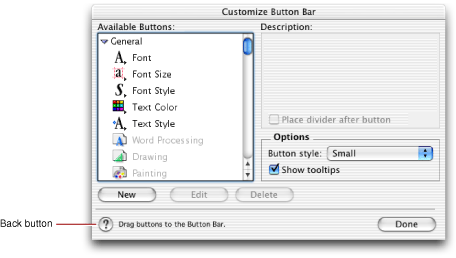 Customize Button Bar
Available Buttons:
Description:
General
Font
Font Size
Font Style
Text Color
Text Style
Word Processing
Drawing
Painting
Place divider after button
Options
Button style: Small
Show tooltips
New
Edit
Delete
Back button
? Drag buttons to the Button Bar.
Done